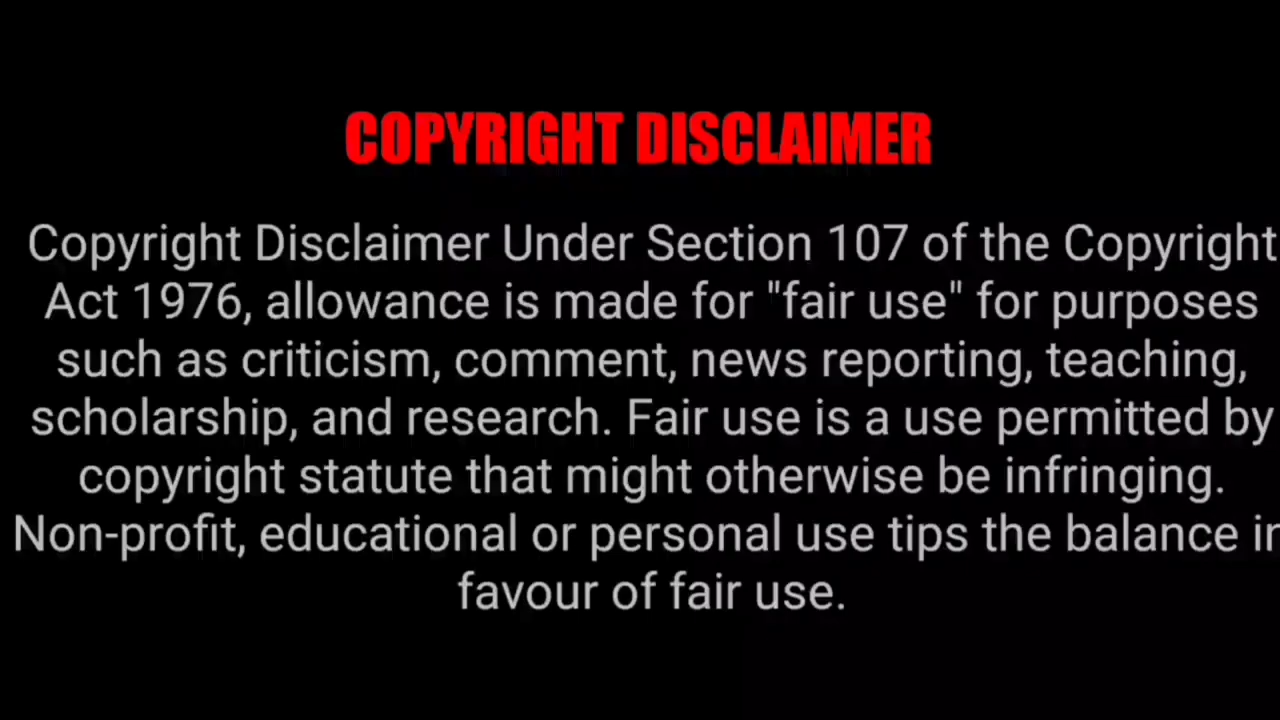 COPYRIGHT DISCLAIMER
Copyright Disclaimer Under Section 107 of the Copyright
Act 1976, allowance is made for "fair use" for purposes
such as criticism, comment, news reporting, teaching,
scholarship, and research. Fair use is a use permitted by
copyright statute that might otherwise be infringing.
Non-profit, educational or personal use tips the balance in
favour of fair use.